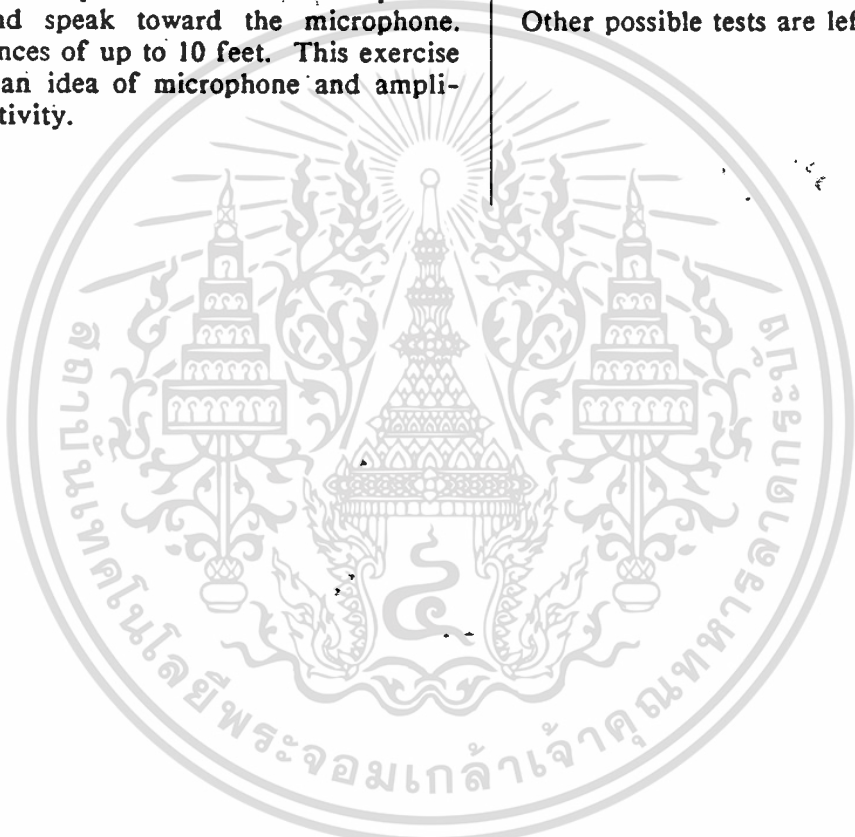 nd speak toward the microphone.
nces of up to 10 feet. This exercise
an idea of microphone and ampli-
tivity.
Other possible tests are lef
สถาบันเทคโนโลยีพระจอมเกล้าเจ้าคุณทหารลาดกระบัง